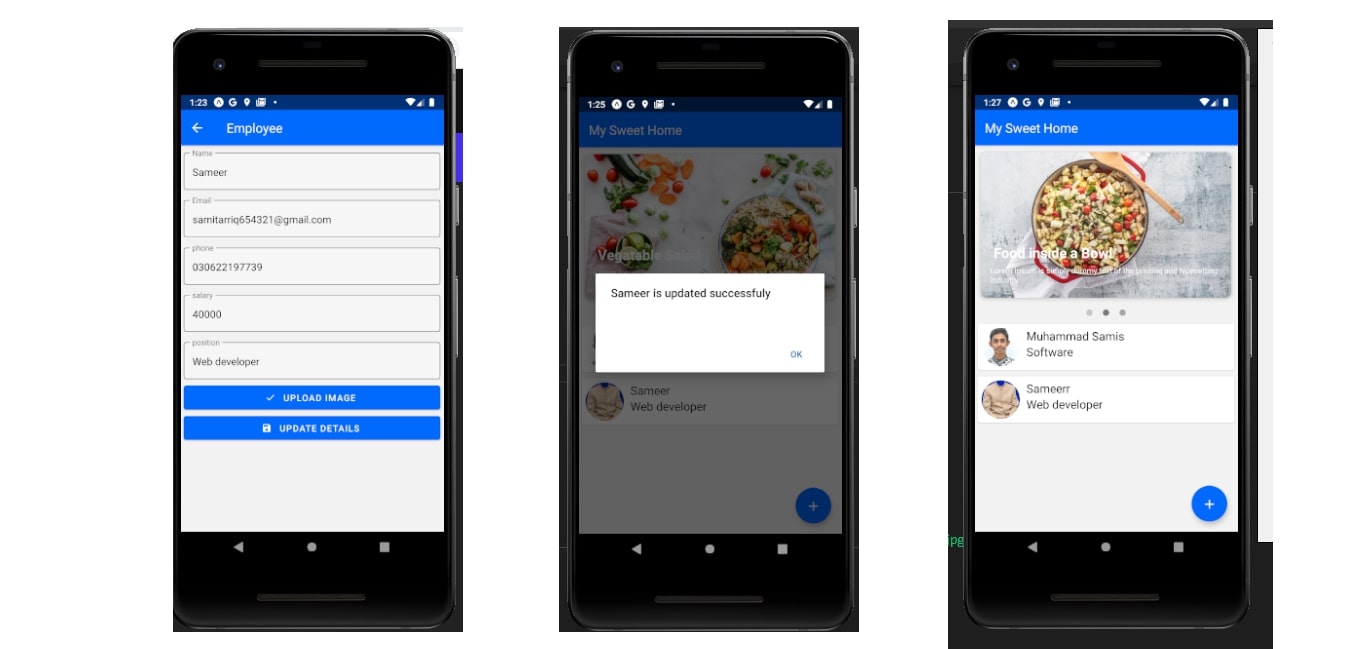 1:23
Employee
Name
Sameer
Email
samitarriq654321@gmail.com
phone
030622197739
salary
40000
position
Web developer
UPLOAD IMAGE
UPDATE DETAILS
1:25
My Sweet Home
Vegatable Salad
Sameer is updated successfuly
OK
Sameer
Web developer
+
1:27
My Sweet Home
Food inside a Bowl
Lorem Ipsum is simply dummy text of the printing and typesetting
industry
Muhammad Samis
Software
Sameerr
Web developer
+
jpg